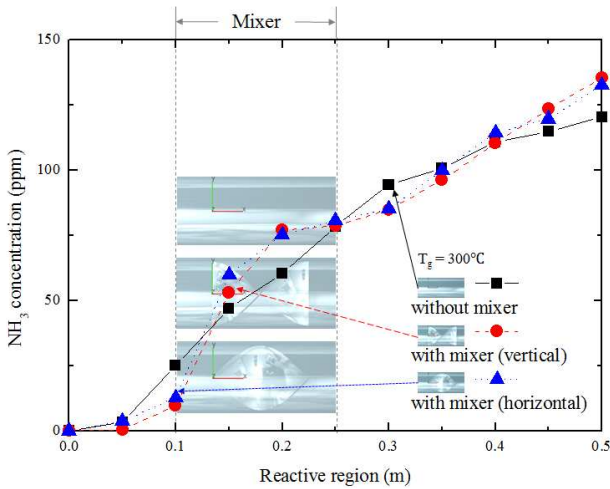 Mixer
150
100
50
0
NH₃ concentration (ppm)
T_g = 300℃
without mixer
with mixer (vertical)
with mixer (horizontal)
0.0 0.1 0.2 0.3 0.4 0.5
Reactive region (m)